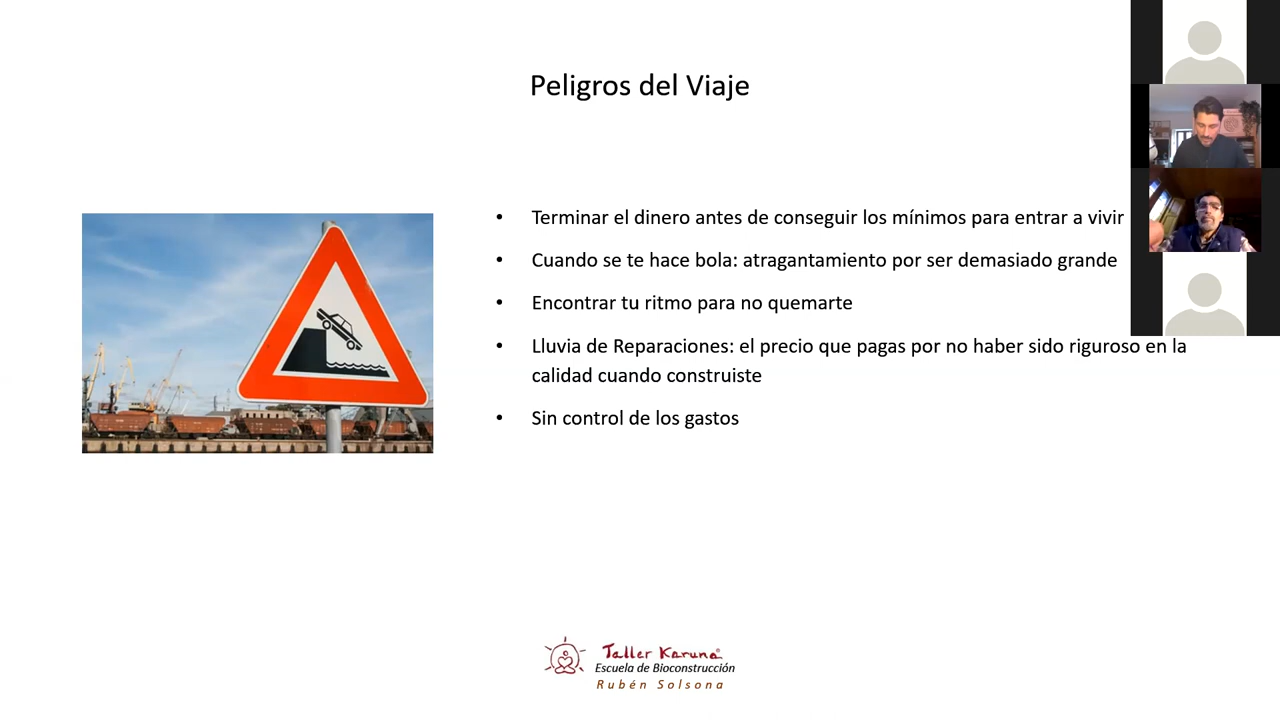 Peligros del Viaje
• Terminar el dinero antes de conseguir los mínimos para entrar a vivir
• Cuando se te hace bola: atragantamiento por ser demasiado grande
• Encontrar tu ritmo para no quemarte
• Lluvia de Reparaciones: el precio que pagas por no haber sido riguroso en la
calidad cuando construiste
• Sin control de los gastos
Taller Karuna
Escuela de Bioconstrucción
Rubén Solsona